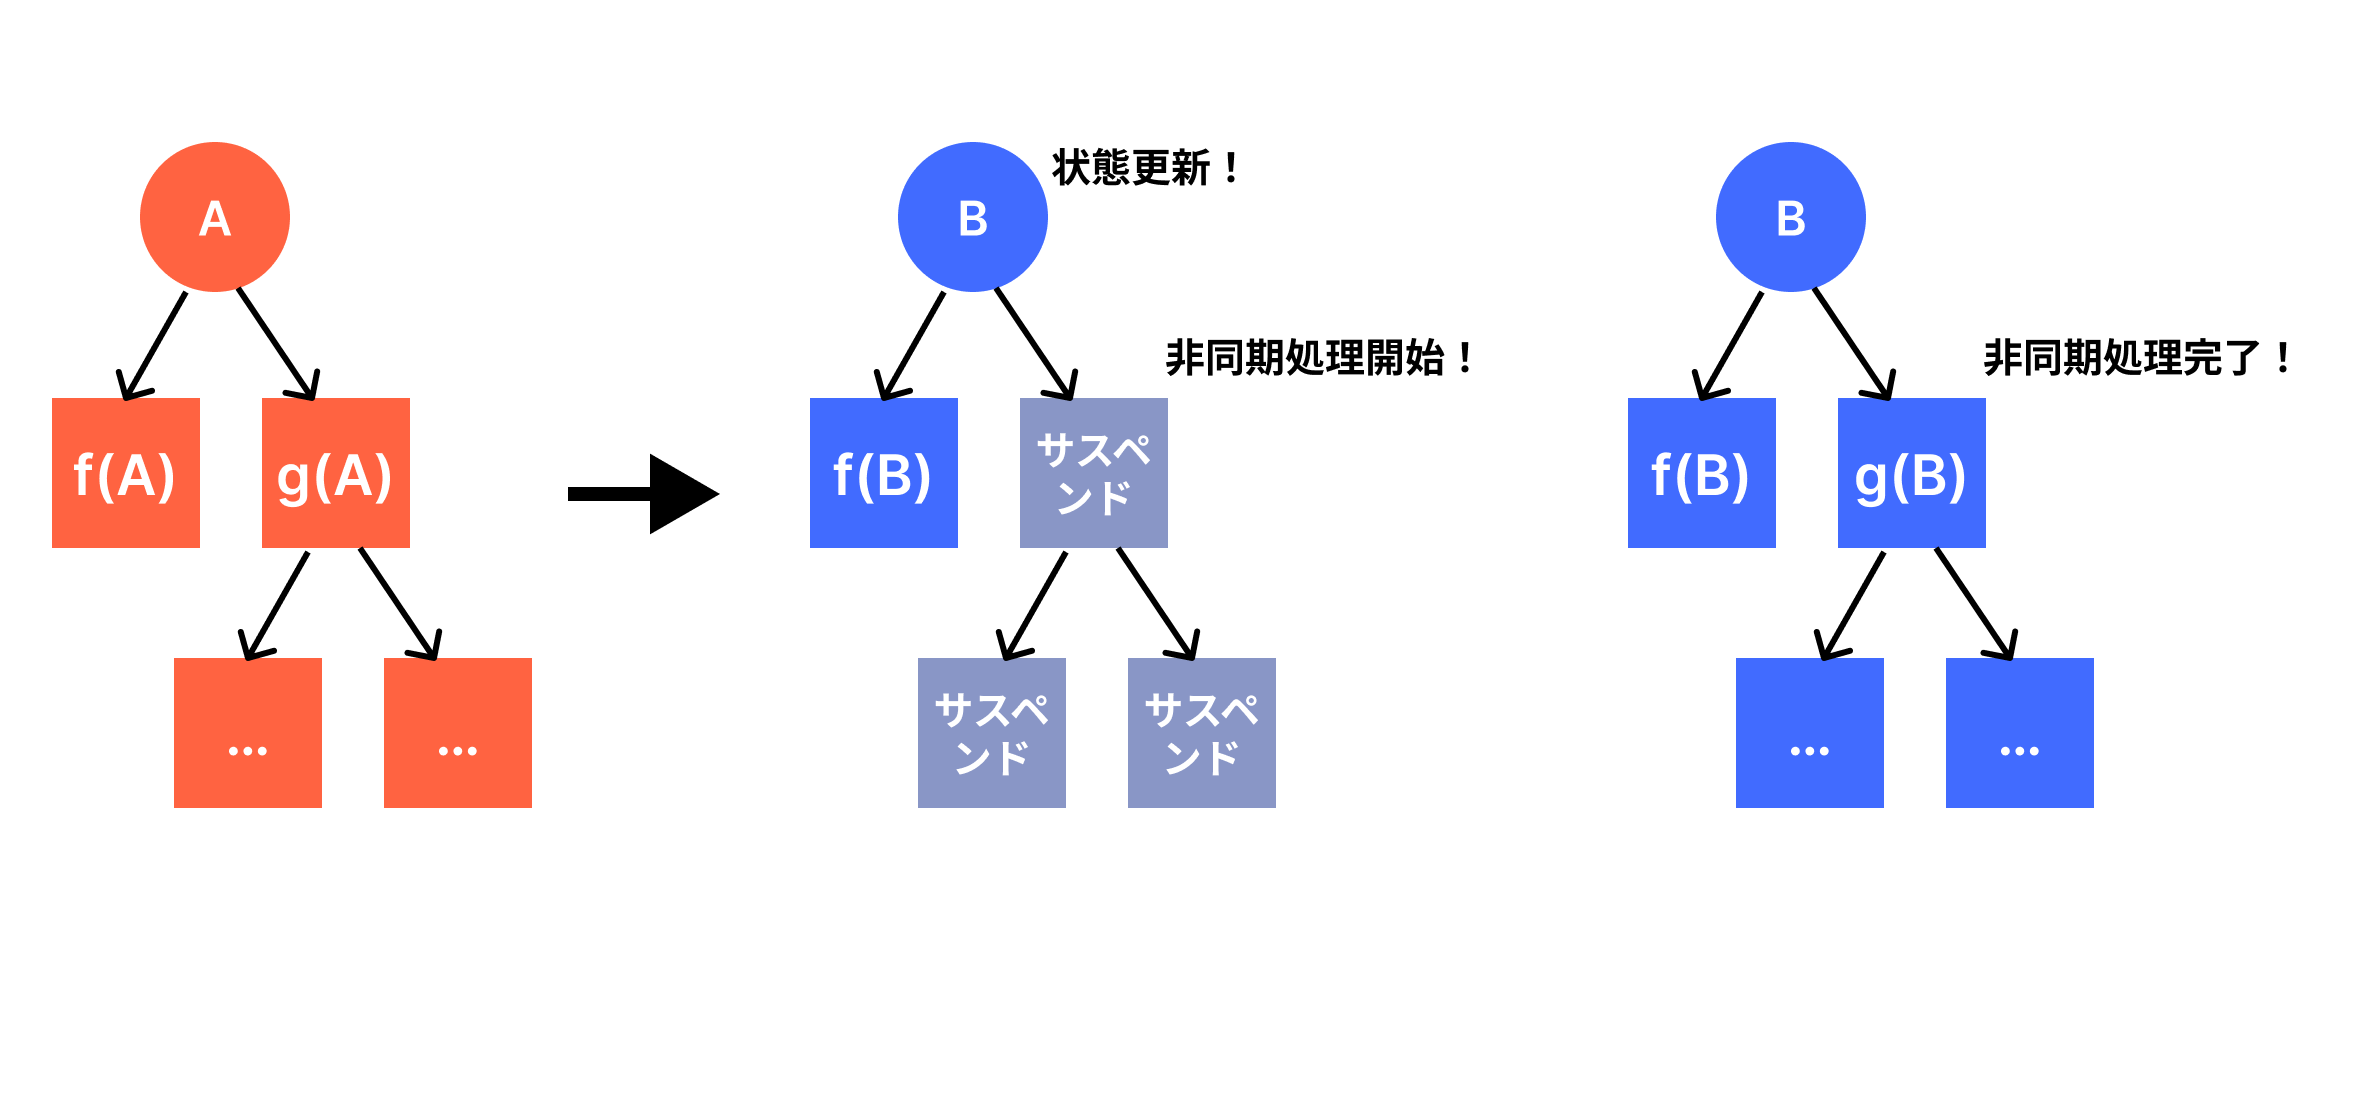 A
f(A)
g(A)
...
...
B
状態更新！
非同期処理開始！
f(B)
サスペ
ンド
サスペ
ンド
サスペ
ンド
B
非同期処理完了！
f(B)
g(B)
...
...